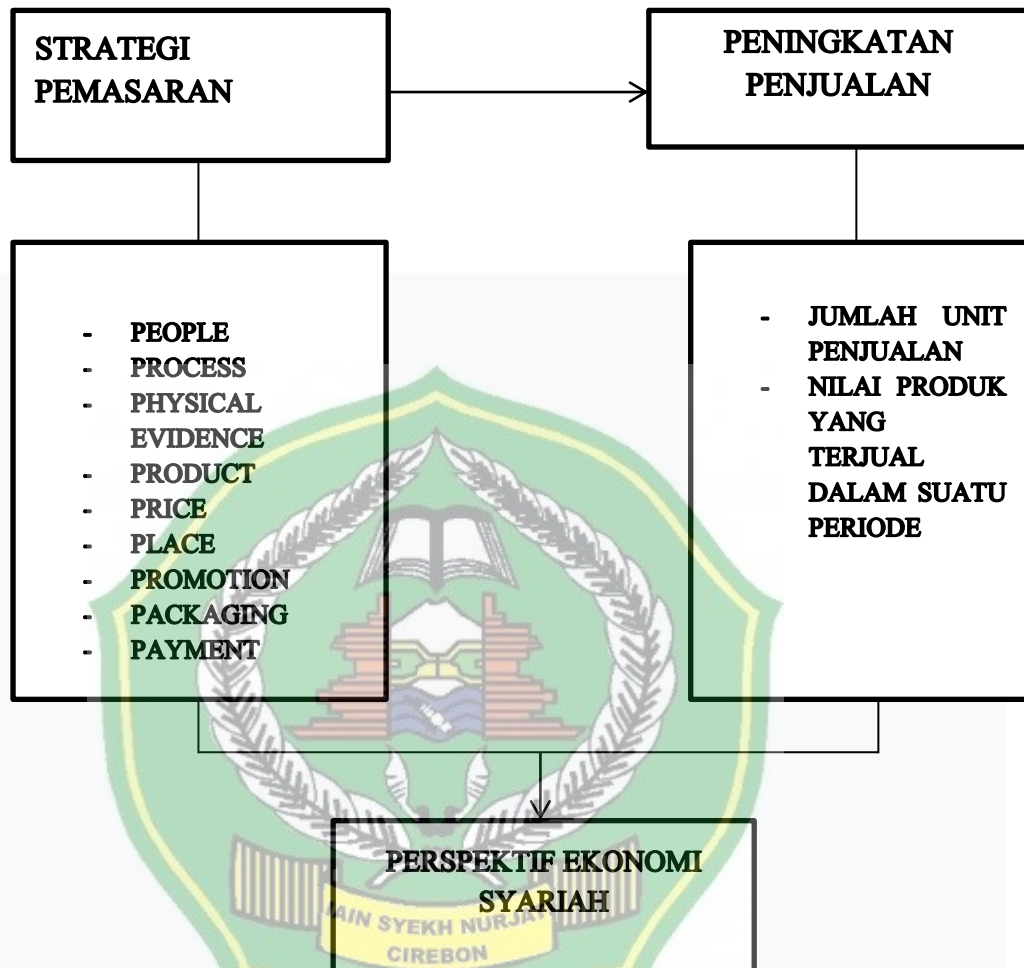 STRATEGI
PEMASARAN
PENINGKATAN
PENJUALAN
- PEOPLE
- PROCESS
- PHYSICAL
EVIDENCE
- PRODUCT
- PRICE
- PLACE
- PROMOTION
- PACKAGING
- PAYMENT
- JUMLAH UNIT
PENJUALAN
- NILAI PRODUK
YANG
TERJUAL
DALAM SUATU
PERIODE
PERSPEKTIF EKONOMI
SYARIAH
IAIN SYEKH
CIREBON